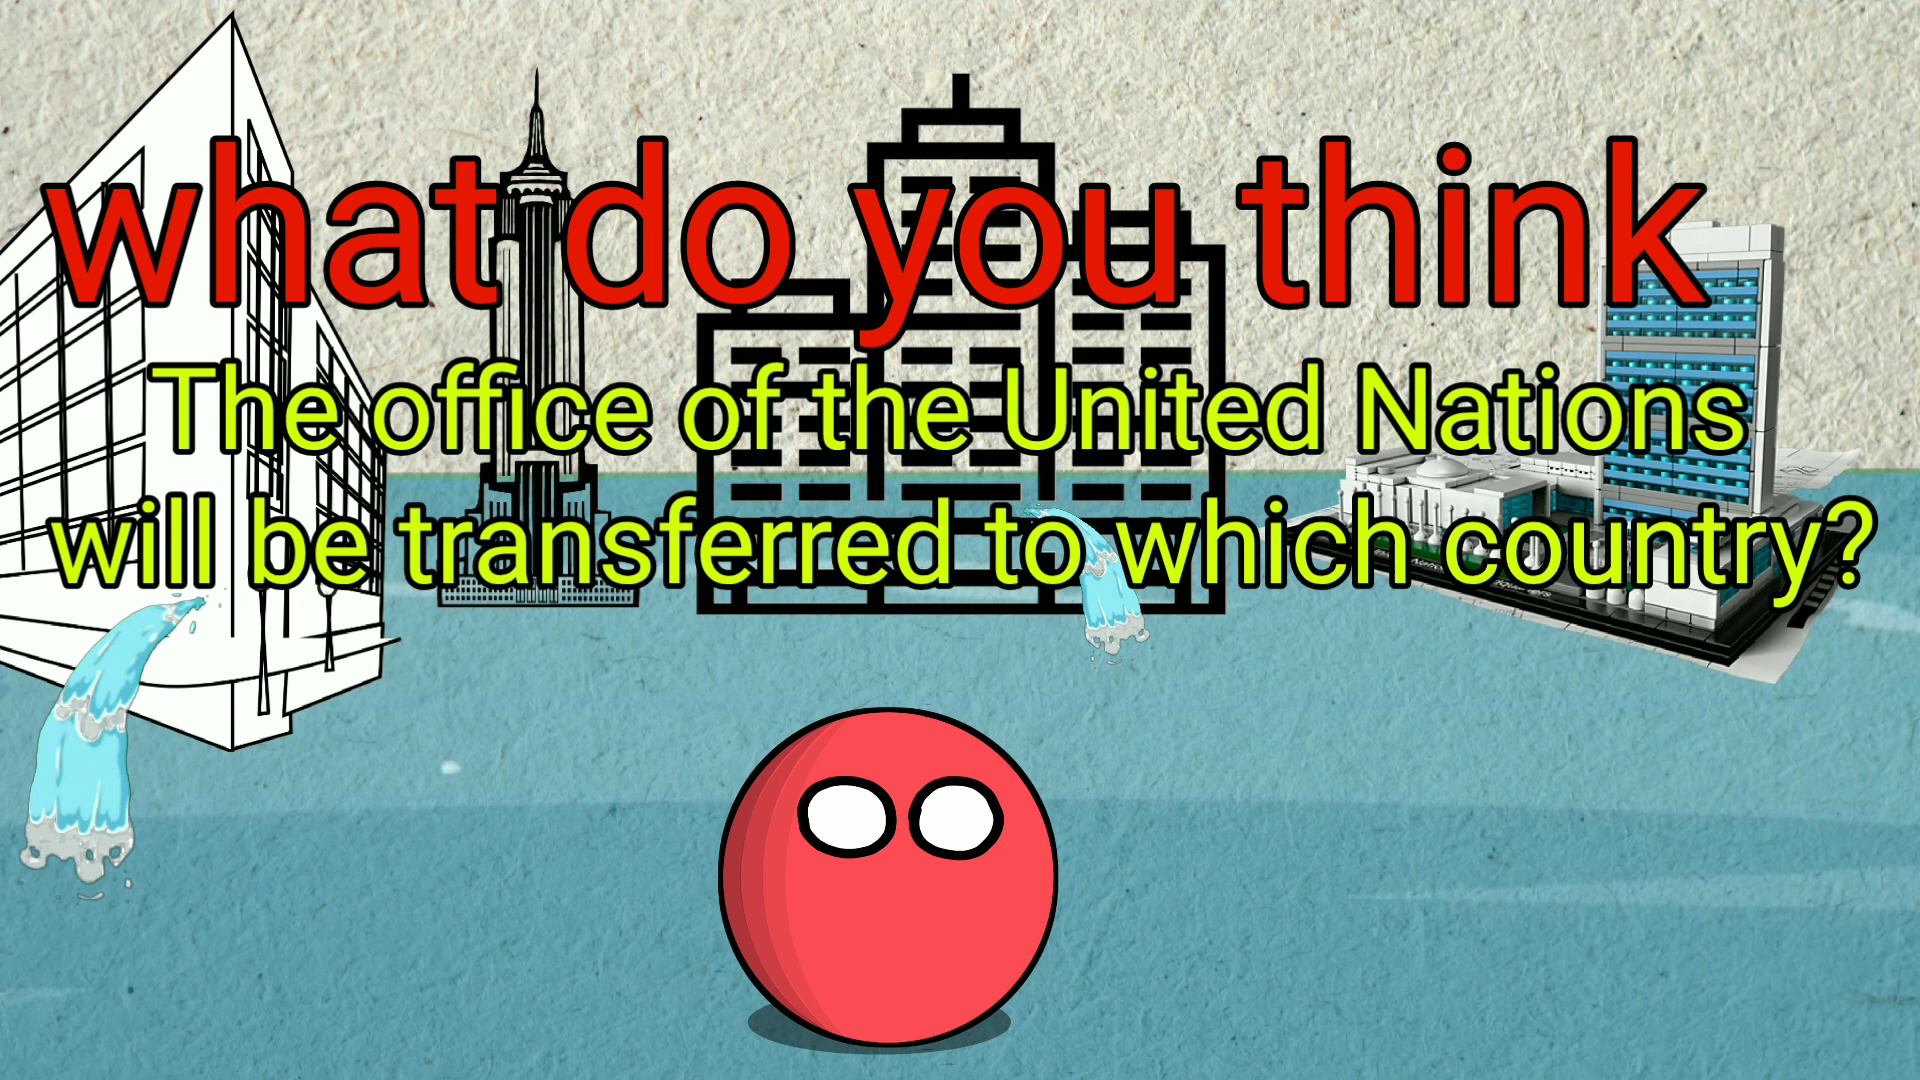 what do you think
The office of the United Nations
will be transferred to which country?